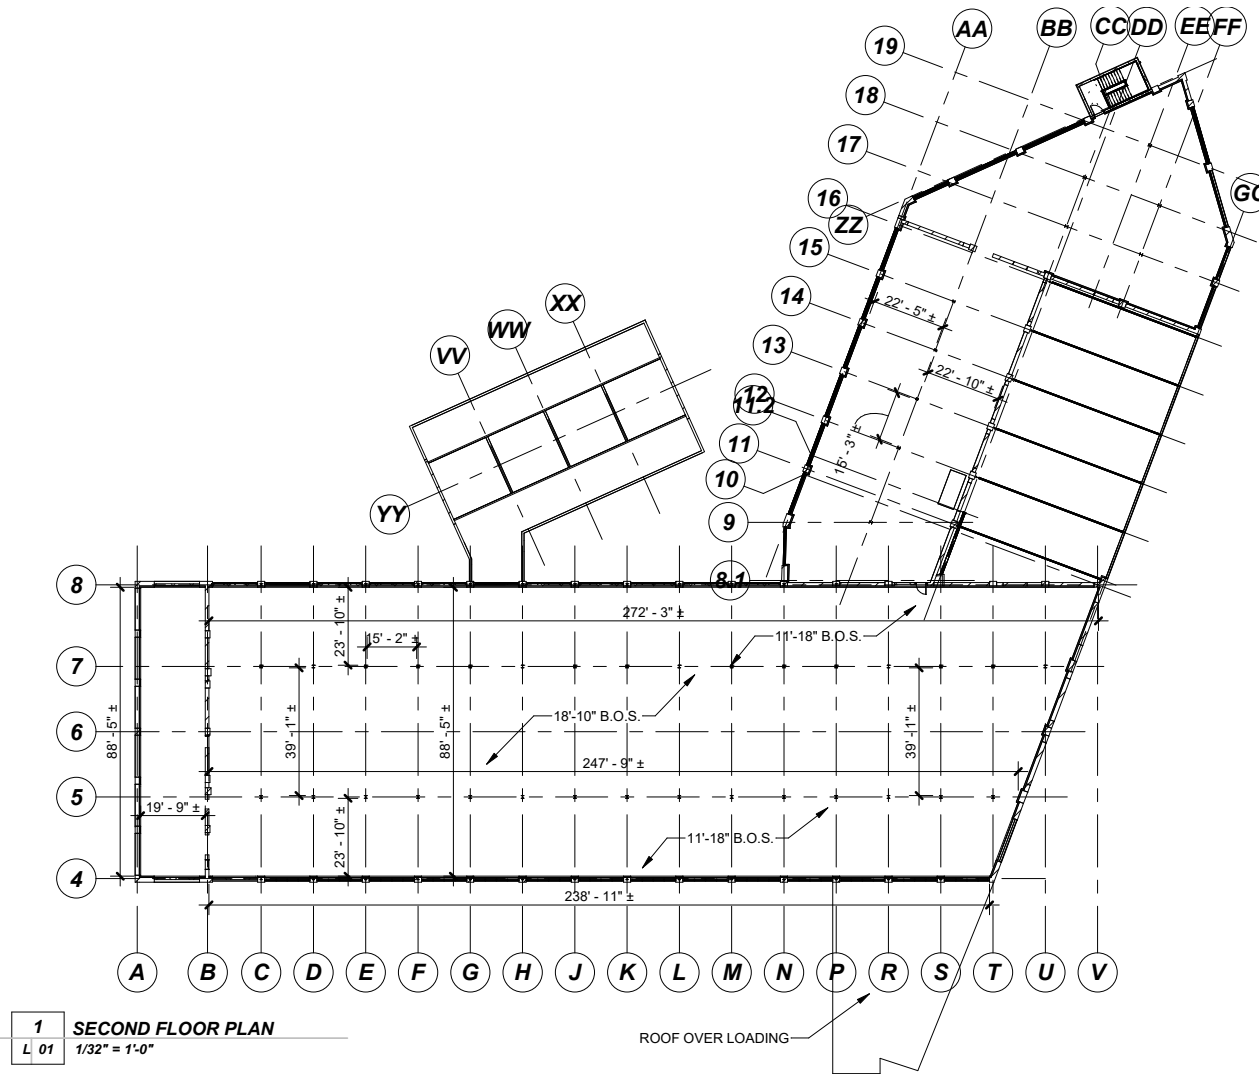 AA
BB
CC
DD
EE
FF
19
18
17
16
ZZ
GG
15
14
13
12
11.2
11
10
9
8.1
XX
WW
VV
YY
22' - 5" ±
22' - 10" ±
15' - 3" ±
8
7
6
5
4
272' - 3" ±
23' - 10" ±
15' - 2" ±
11'-18" B.O.S.
18'-10" B.O.S.
88' - 5" ±
39' - 1" ±
88' - 5" ±
39' - 1" ±
247' - 9" ±
19' - 9" ±
23' - 10" ±
11'-18" B.O.S.
238' - 11" ±
A B C D E F G H J K L M N P R S T U V
1 SECOND FLOOR PLAN
L 01 1/32" = 1'-0"
ROOF OVER LOADING